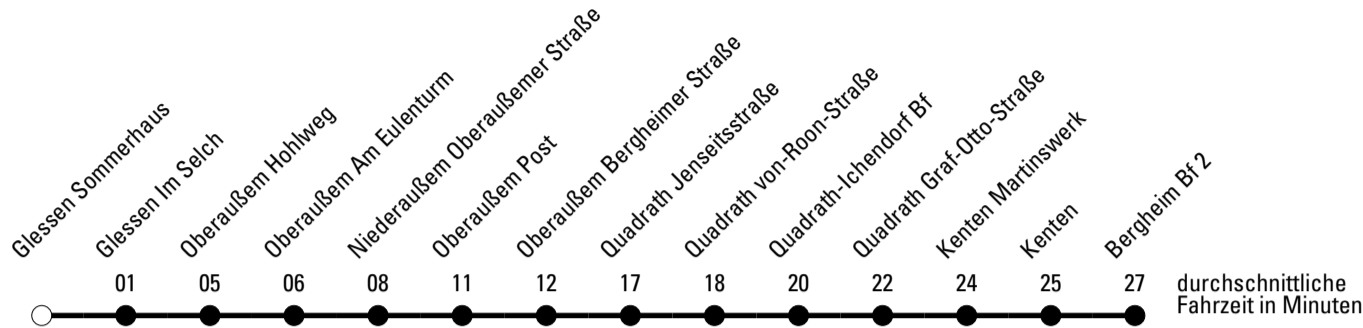 Glessen Sommerhaus
Glessen Im Selch
Oberaußem Hohlweg
Oberaußem Am Eulenturm
Niederaußem Oberaußemer Straße
Oberaußem Post
Oberaußem Bergheimer Straße
Quadrath Jenseitsstraße
Quadrath von-Roon-Straße
Quadrath-Ichendorf Bf
Quadrath Graf-Otto-Straße
Kenten Martinswerk
Kenten
Bergheim Bf 2
01 05 06 08 11 12 17 18 20 22 24 25 27
durchschnittliche
Fahrzeit in Minuten